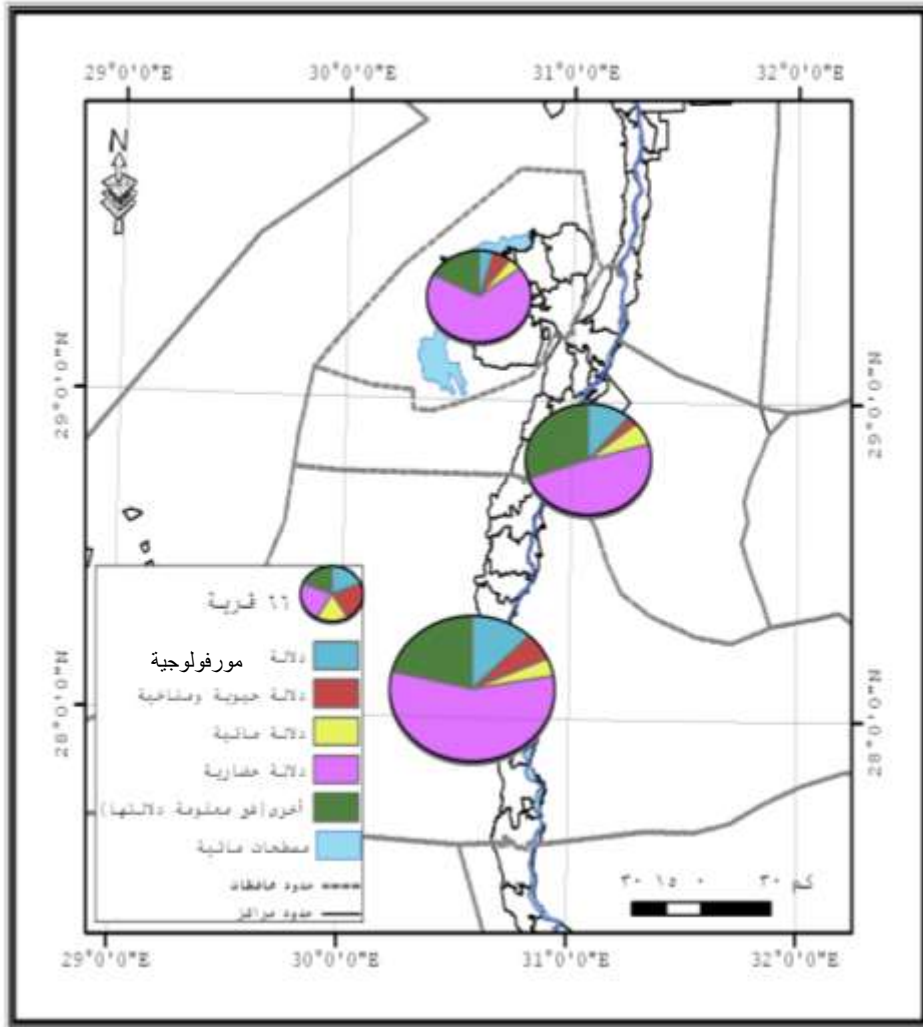 29°0'0"E 30°0'0"E 31°0'0"E 32°0'0"E
N
29°0'0"N 29°0'0"N
28°0'0"N 28°0'0"N
٦٦ قرية
دلالة مورفولوجية
دلالة حيوية ومناخية
دلالة مائية
دلالة حضارية
أخرى(غير معلومة دلالتها)
مسطحات مائية
حدود محافظات
حدود مراكز
٣٠ ١٥ ٠ ٣٠ كم
29°0'0"E 30°0'0"E 31°0'0"E 32°0'0"E